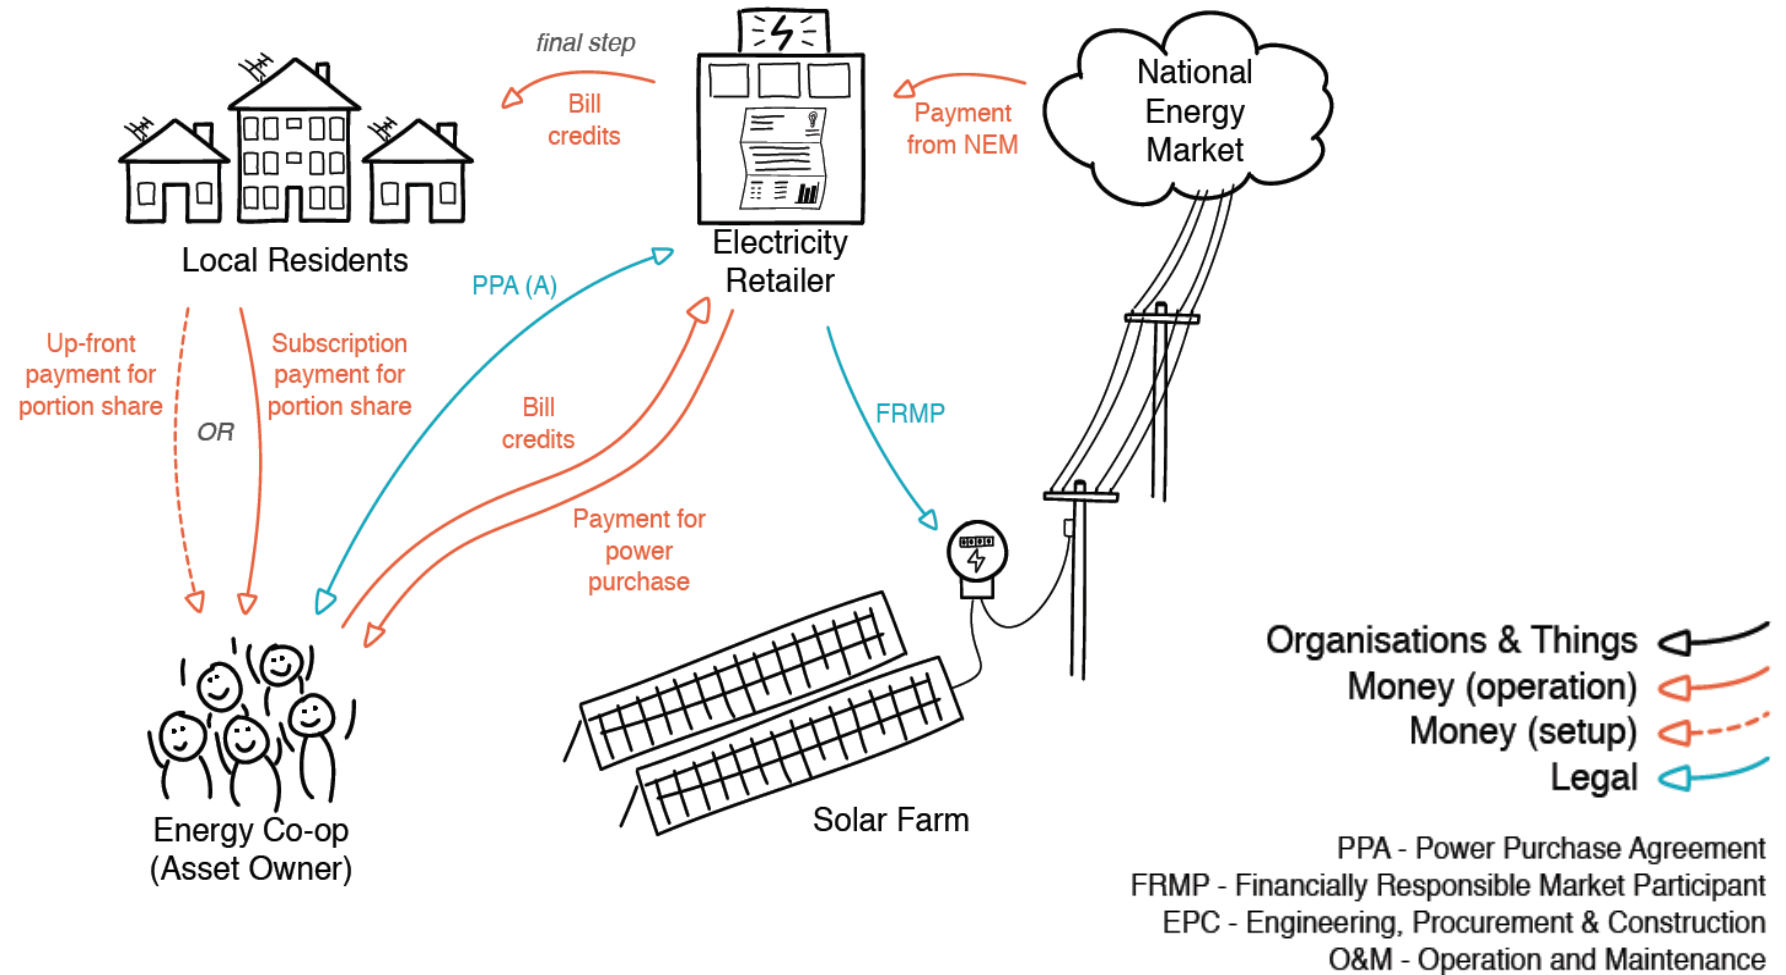 final step
Bill
credits
Payment
from NEM
National
Energy
Market
Local Residents
Electricity
Retailer
PPA (A)
Up-front
payment for
portion share
OR
Subscription
payment for
portion share
Bill
credits
FRMP
Payment for
power
purchase
Energy Co-op
(Asset Owner)
Solar Farm
Organisations & Things
Money (operation)
Money (setup)
Legal
PPA - Power Purchase Agreement
FRMP - Financially Responsible Market Participant
EPC - Engineering, Procurement & Construction
O&M - Operation and Maintenance